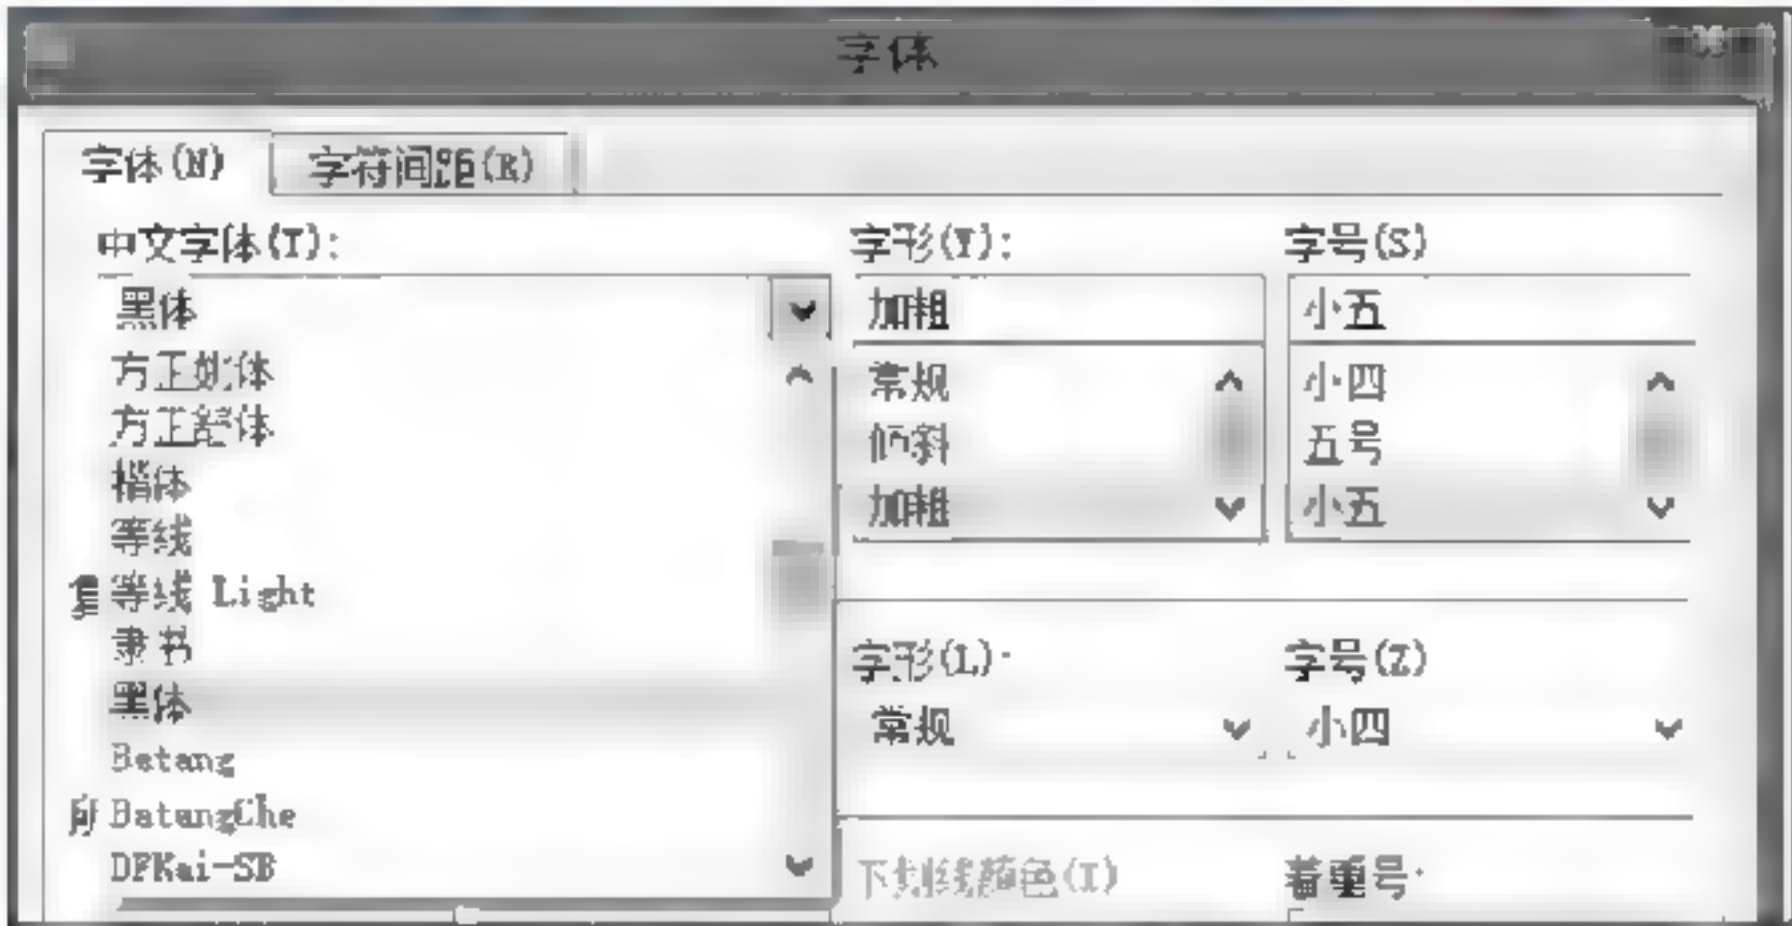 字体
字体(N) 字符间距(R)
中文字体(T): 字形(Y): 字号(S)
黑体 加粗 小五
方正姚体 常规 小四
方正舒体 倾斜 五号
楷体 加粗 小五
等线
等线 Light
隶书 字形(L): 字号(Z)
黑体 常规 小四
Batang
BatangChe
DFKai-SB 下划线颜色(I) 着重号: